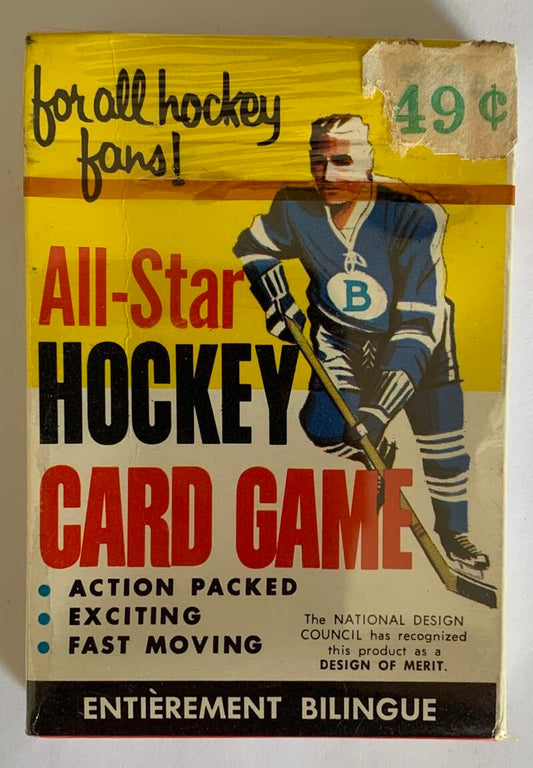 for all hockey
fans!
49 ¢
All-Star
HOCKEY
CARD GAME
B
• ACTION PACKED
• EXCITING
• FAST MOVING
The NATIONAL DESIGN
COUNCIL has recognized
this product as a
DESIGN OF MERIT.
ENTIÈREMENT BILINGUE